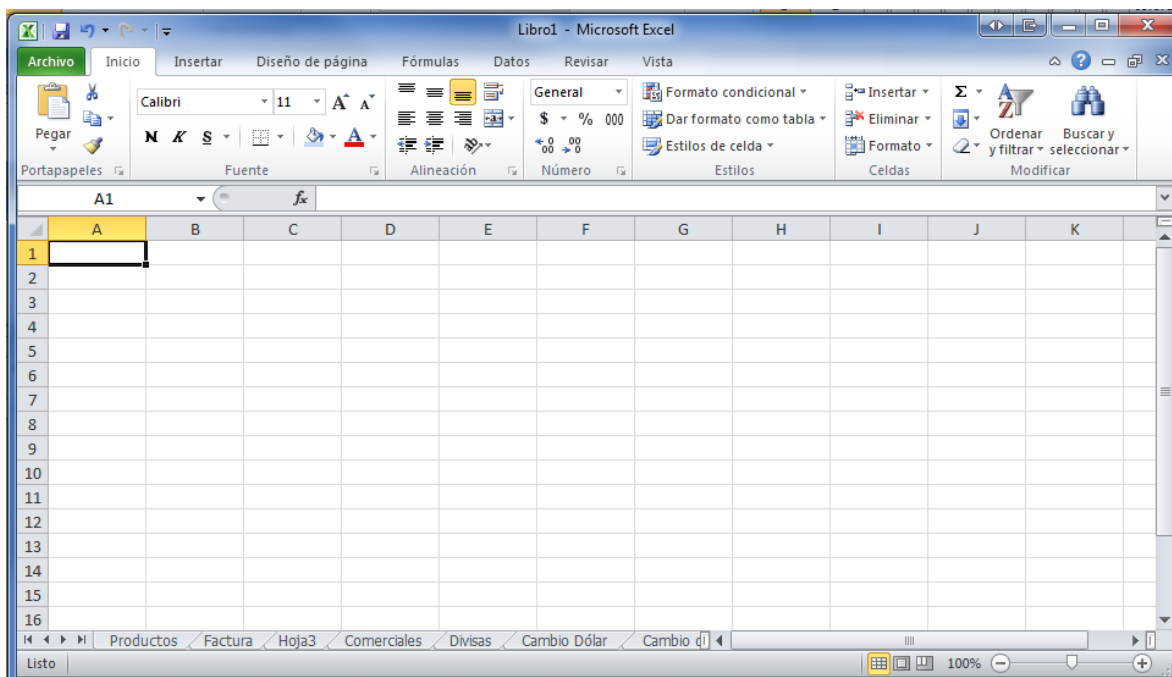 Libro1 - Microsoft Excel
Archivo Inicio Insertar Diseño de página Fórmulas Datos Revisar Vista
Calibri 11 General Formato condicional Insertar Σ
Pegar N K S A $ % 000 Dar formato como tabla Eliminar Ordenar y filtrar Buscar y seleccionar
Estilos de celda Formato
Portapapeles Fuente Alineación Número Estilos Celdas Modificar
A1 fx
A B C D E F G H I J K
1
2
3
4
5
6
7
8
9
10
11
12
13
14
15
16
Productos Factura Hoja3 Comerciales Divisas Cambio Dólar Cambio
Listo 100%